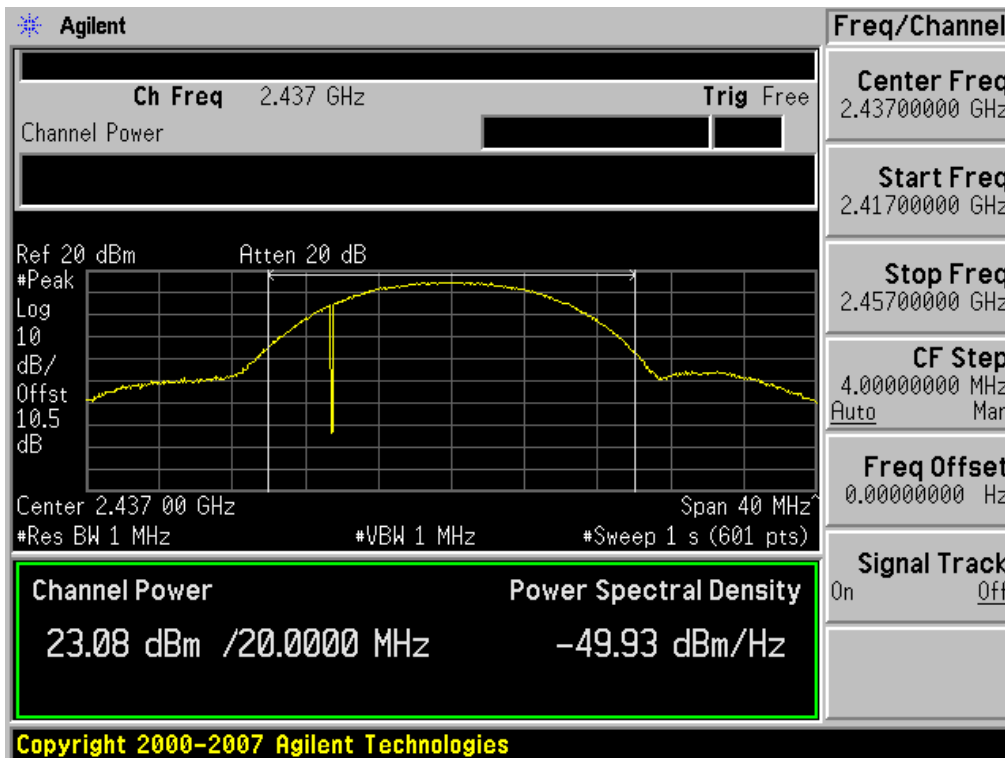 Agilent
Freq/Channel
Ch Freq 2.437 GHz Trig Free
Channel Power
Center Freq
2.43700000 GHz
Start Freq
2.41700000 GHz
Stop Freq
2.45700000 GHz
CF Step
4.00000000 MHz
Auto Man
Freq Offset
0.00000000 Hz
Signal Track
On Off
Ref 20 dBm Atten 20 dB
#Peak
Log
10
dB/
Offst
10.5
dB
Center 2.437 00 GHz Span 40 MHz^
#Res BW 1 MHz #VBW 1 MHz #Sweep 1 s (601 pts)
Channel Power Power Spectral Density
23.08 dBm /20.0000 MHz -49.93 dBm/Hz
Copyright 2000-2007 Agilent Technologies